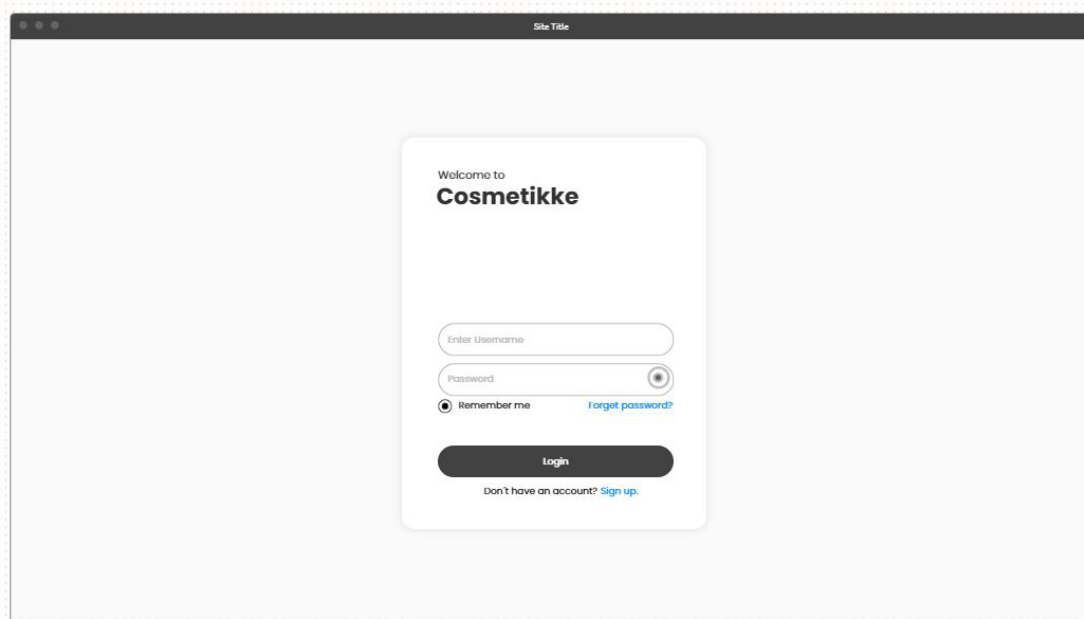 Site Title
Welcome to
Cosmetikke
Enter Username
Password
Remember me
Forget password?
Login
Don't have an account? Sign up.